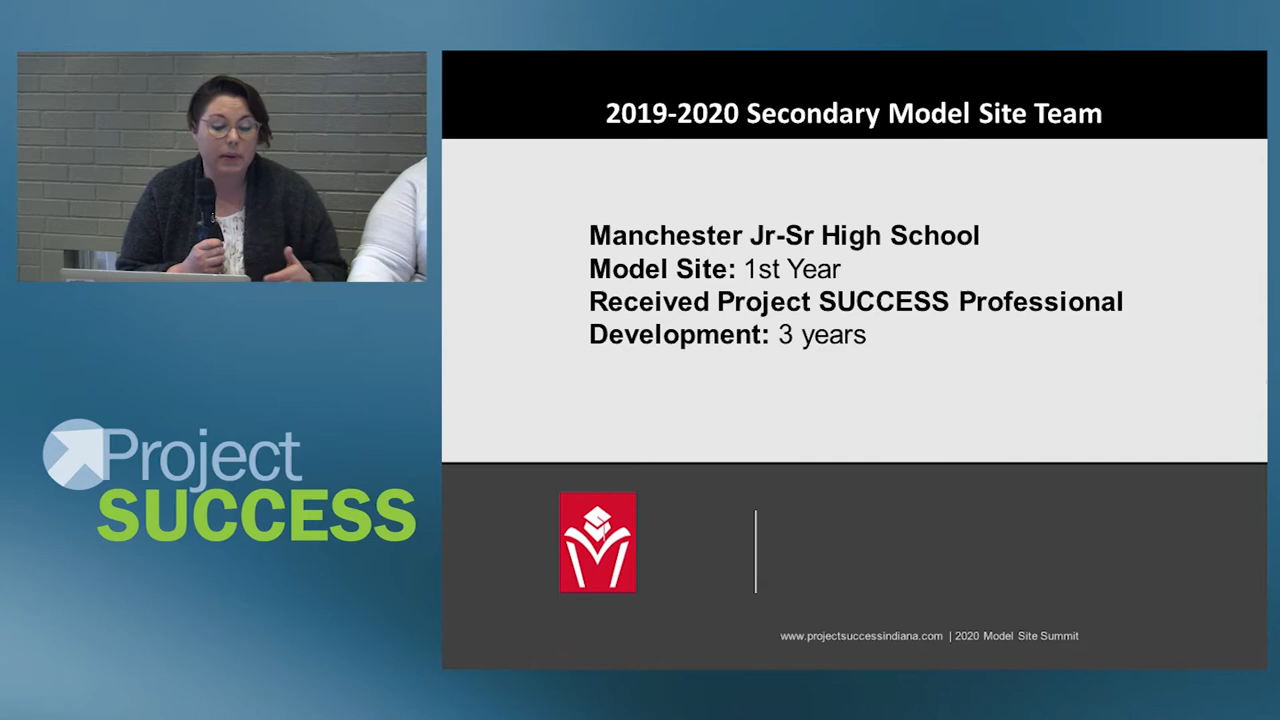 2019-2020 Secondary Model Site Team
Manchester Jr-Sr High School
Model Site: 1st Year
Received Project SUCCESS Professional
Development: 3 years
Project
SUCCESS
www.projectsuccessindiana.com | 2020 Model Site Summit